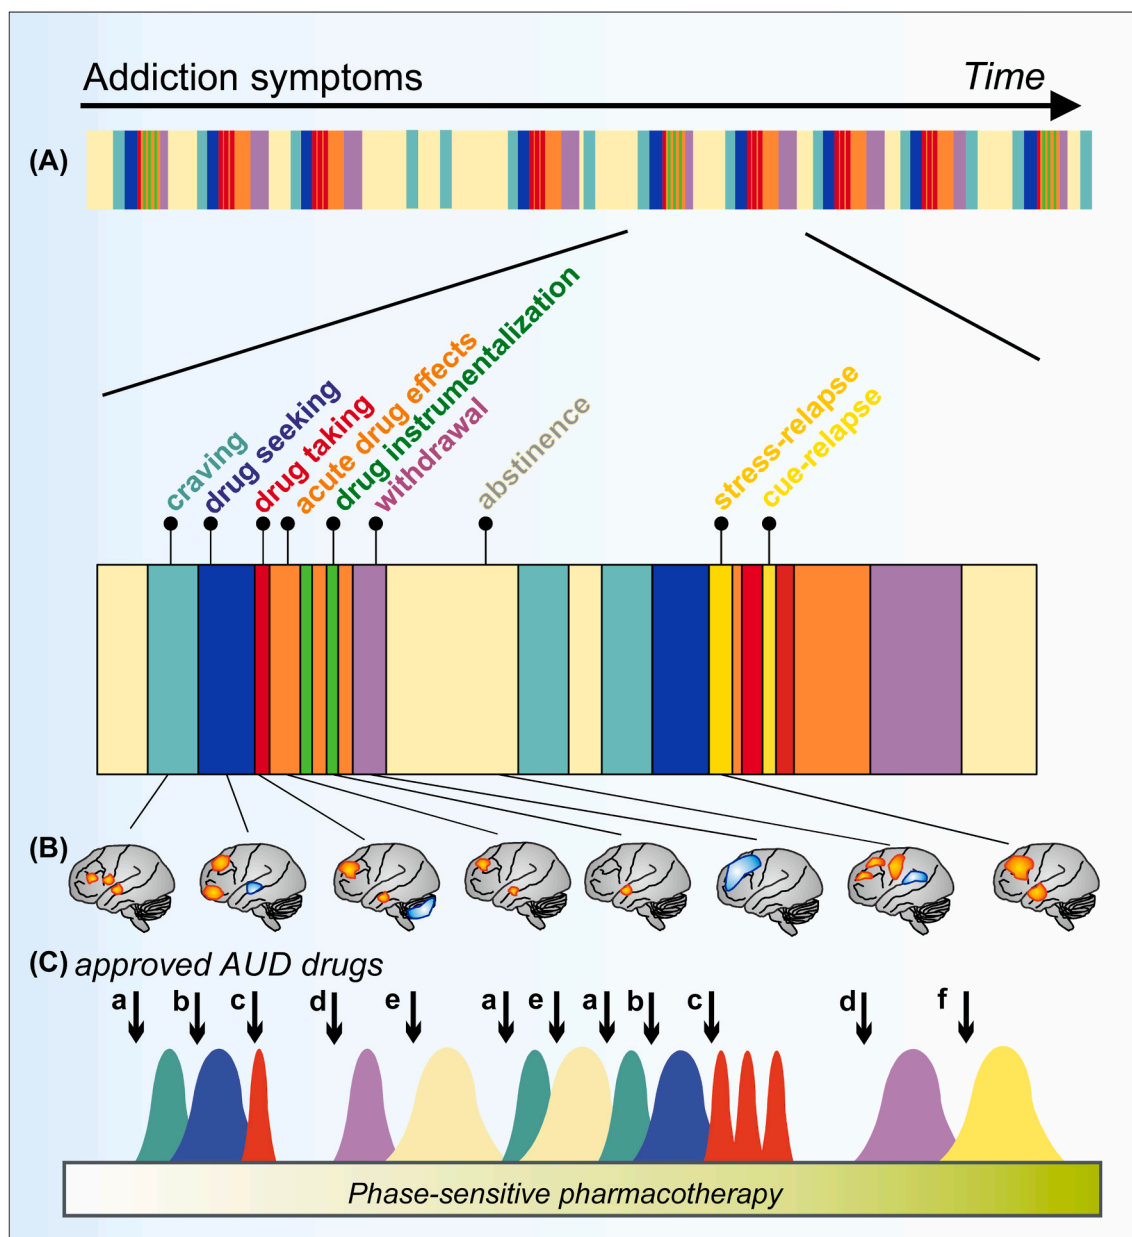 Addiction symptoms
Time
(A)
craving
drug seeking
drug taking
acute drug effects
drug instrumentalization
withdrawal
abstinence
stress-relapse
cue-relapse
(B)
(C) approved AUD drugs
a b c d e a e a b c d f
Phase-sensitive pharmacotherapy